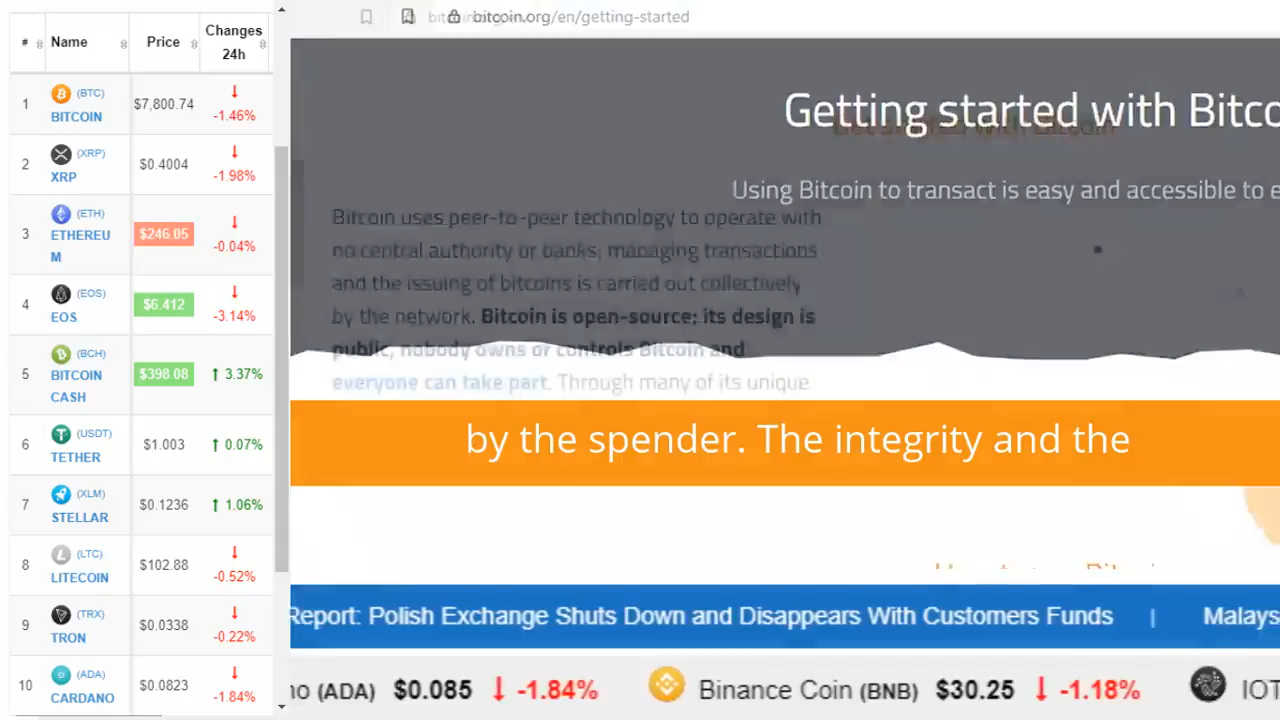 # Name Price Changes 24h
1 (BTC) BITCOIN $7,800.74 ↓ -1.46%
2 (XRP) XRP $0.4004 ↓ -1.98%
3 (ETH) ETHEREU M $246.05 ↓ -0.04%
4 (EOS) EOS $6.412 ↓ -3.14%
5 (BCH) BITCOIN CASH $398.08 ↑ 3.37%
6 (USDT) TETHER $1.003 ↑ 0.07%
7 (XLM) STELLAR $0.1236 ↑ 1.06%
8 (LTC) LITECOIN $102.88 ↓ -0.52%
9 (TRX) TRON $0.0338 ↓ -0.22%
10 (ADA) CARDANO $0.0823 ↓ -1.84%
bitcoin.org/en/getting-started
Getting started with Bitco
Using Bitcoin to transact is easy and accessible to e
Bitcoin uses peer-to-peer technology to operate with
no central authority or banks; managing transactions
and the issuing of bitcoins is carried out collectively
by the network. Bitcoin is open-source; its design is
public, nobody owns or controls Bitcoin and
everyone can take part. Through many of its unique
by the spender. The integrity and the
Report: Polish Exchange Shuts Down and Disappears With Customers Funds | Malays
no (ADA) $0.085 ↓ -1.84% Binance Coin (BNB) $30.25 ↓ -1.18% IOT